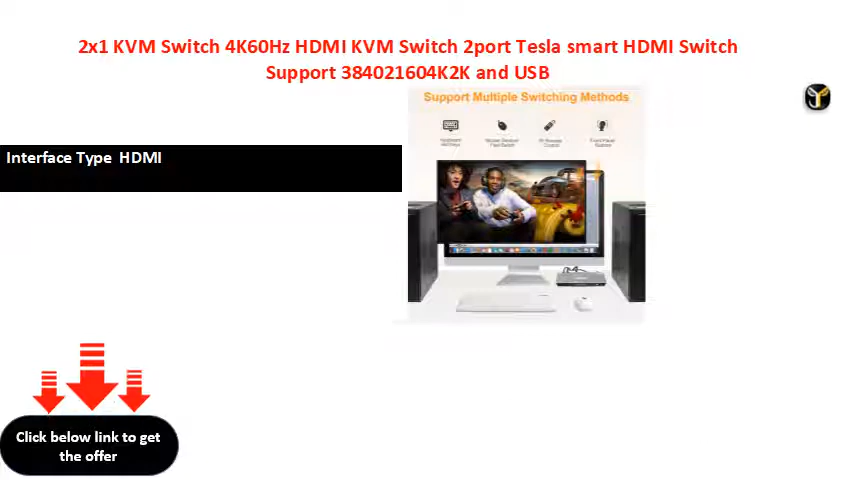 2x1 KVM Switch 4K60Hz HDMI KVM Switch 2port Tesla smart HDMI Switch
Support 384021604K2K and USB
Support Multiple Switching Methods
Interface Type HDMI
Click below link to get
the offer